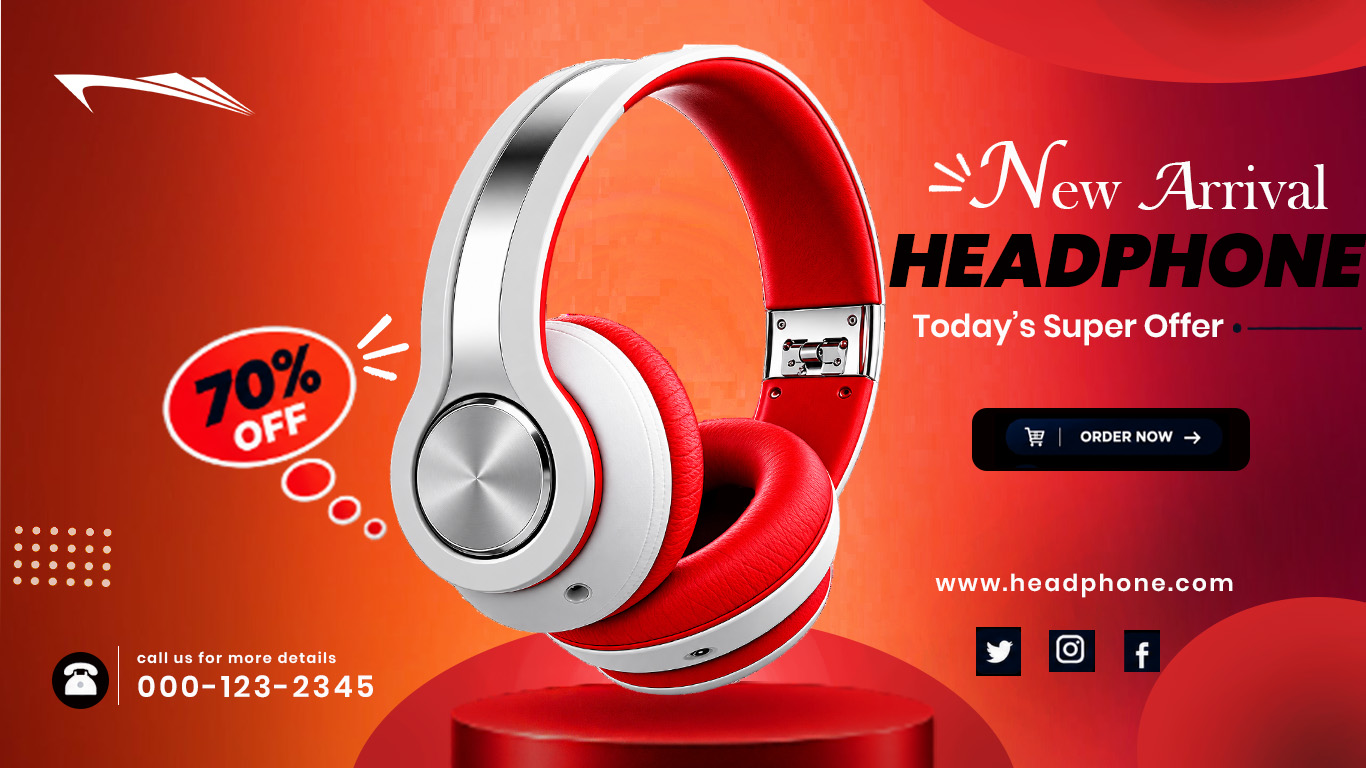 New Arrival
HEADPHONE
Today's Super Offer
70%
OFF
ORDER NOW
www.headphone.com
call us for more details
000-123-2345